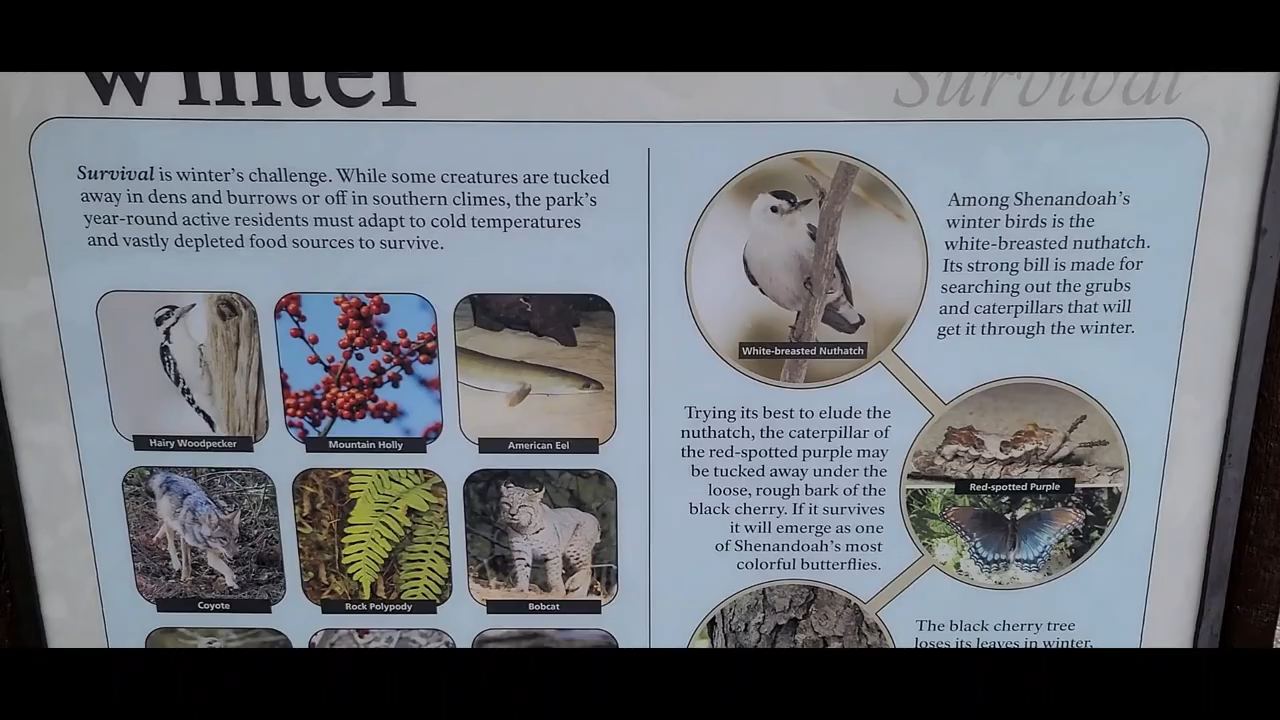 winter
Survival
Survival is winter's challenge. While some creatures are tucked
away in dens and burrows or off in southern climes, the park's
year-round active residents must adapt to cold temperatures
and vastly depleted food sources to survive.
Hairy Woodpecker
Mountain Holly
American Eel
Coyote
Rock Polypody
Bobcat
White-breasted Nuthatch
Among Shenandoah's
winter birds is the
white-breasted nuthatch.
Its strong bill is made for
searching out the grubs
and caterpillars that will
get it through the winter.
Trying its best to elude the
nuthatch, the caterpillar of
the red-spotted purple may
be tucked away under the
loose, rough bark of the
black cherry. If it survives
it will emerge as one
of Shenandoah's most
colorful butterflies.
Red-spotted Purple
The black cherry tree
loses its leaves in winter,